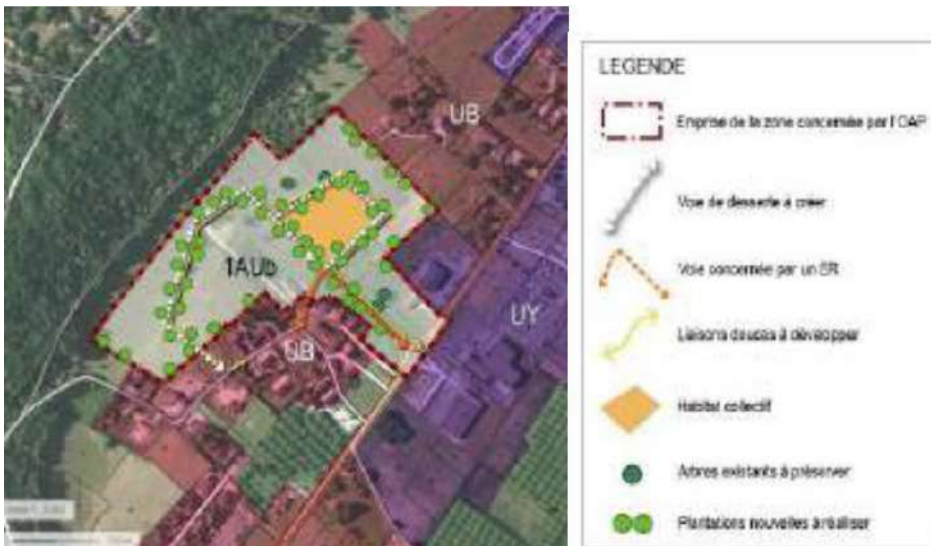 UB
1AUb
UY
UB
LEGENDE
Emprise de la zone concernée par l'OAP
Voie de desserte à créer
Voie concernée par un ER
Liaisons douces à développer
Habitat collectif
Arbres existants à préserver
Plantations nouvelles à réaliser